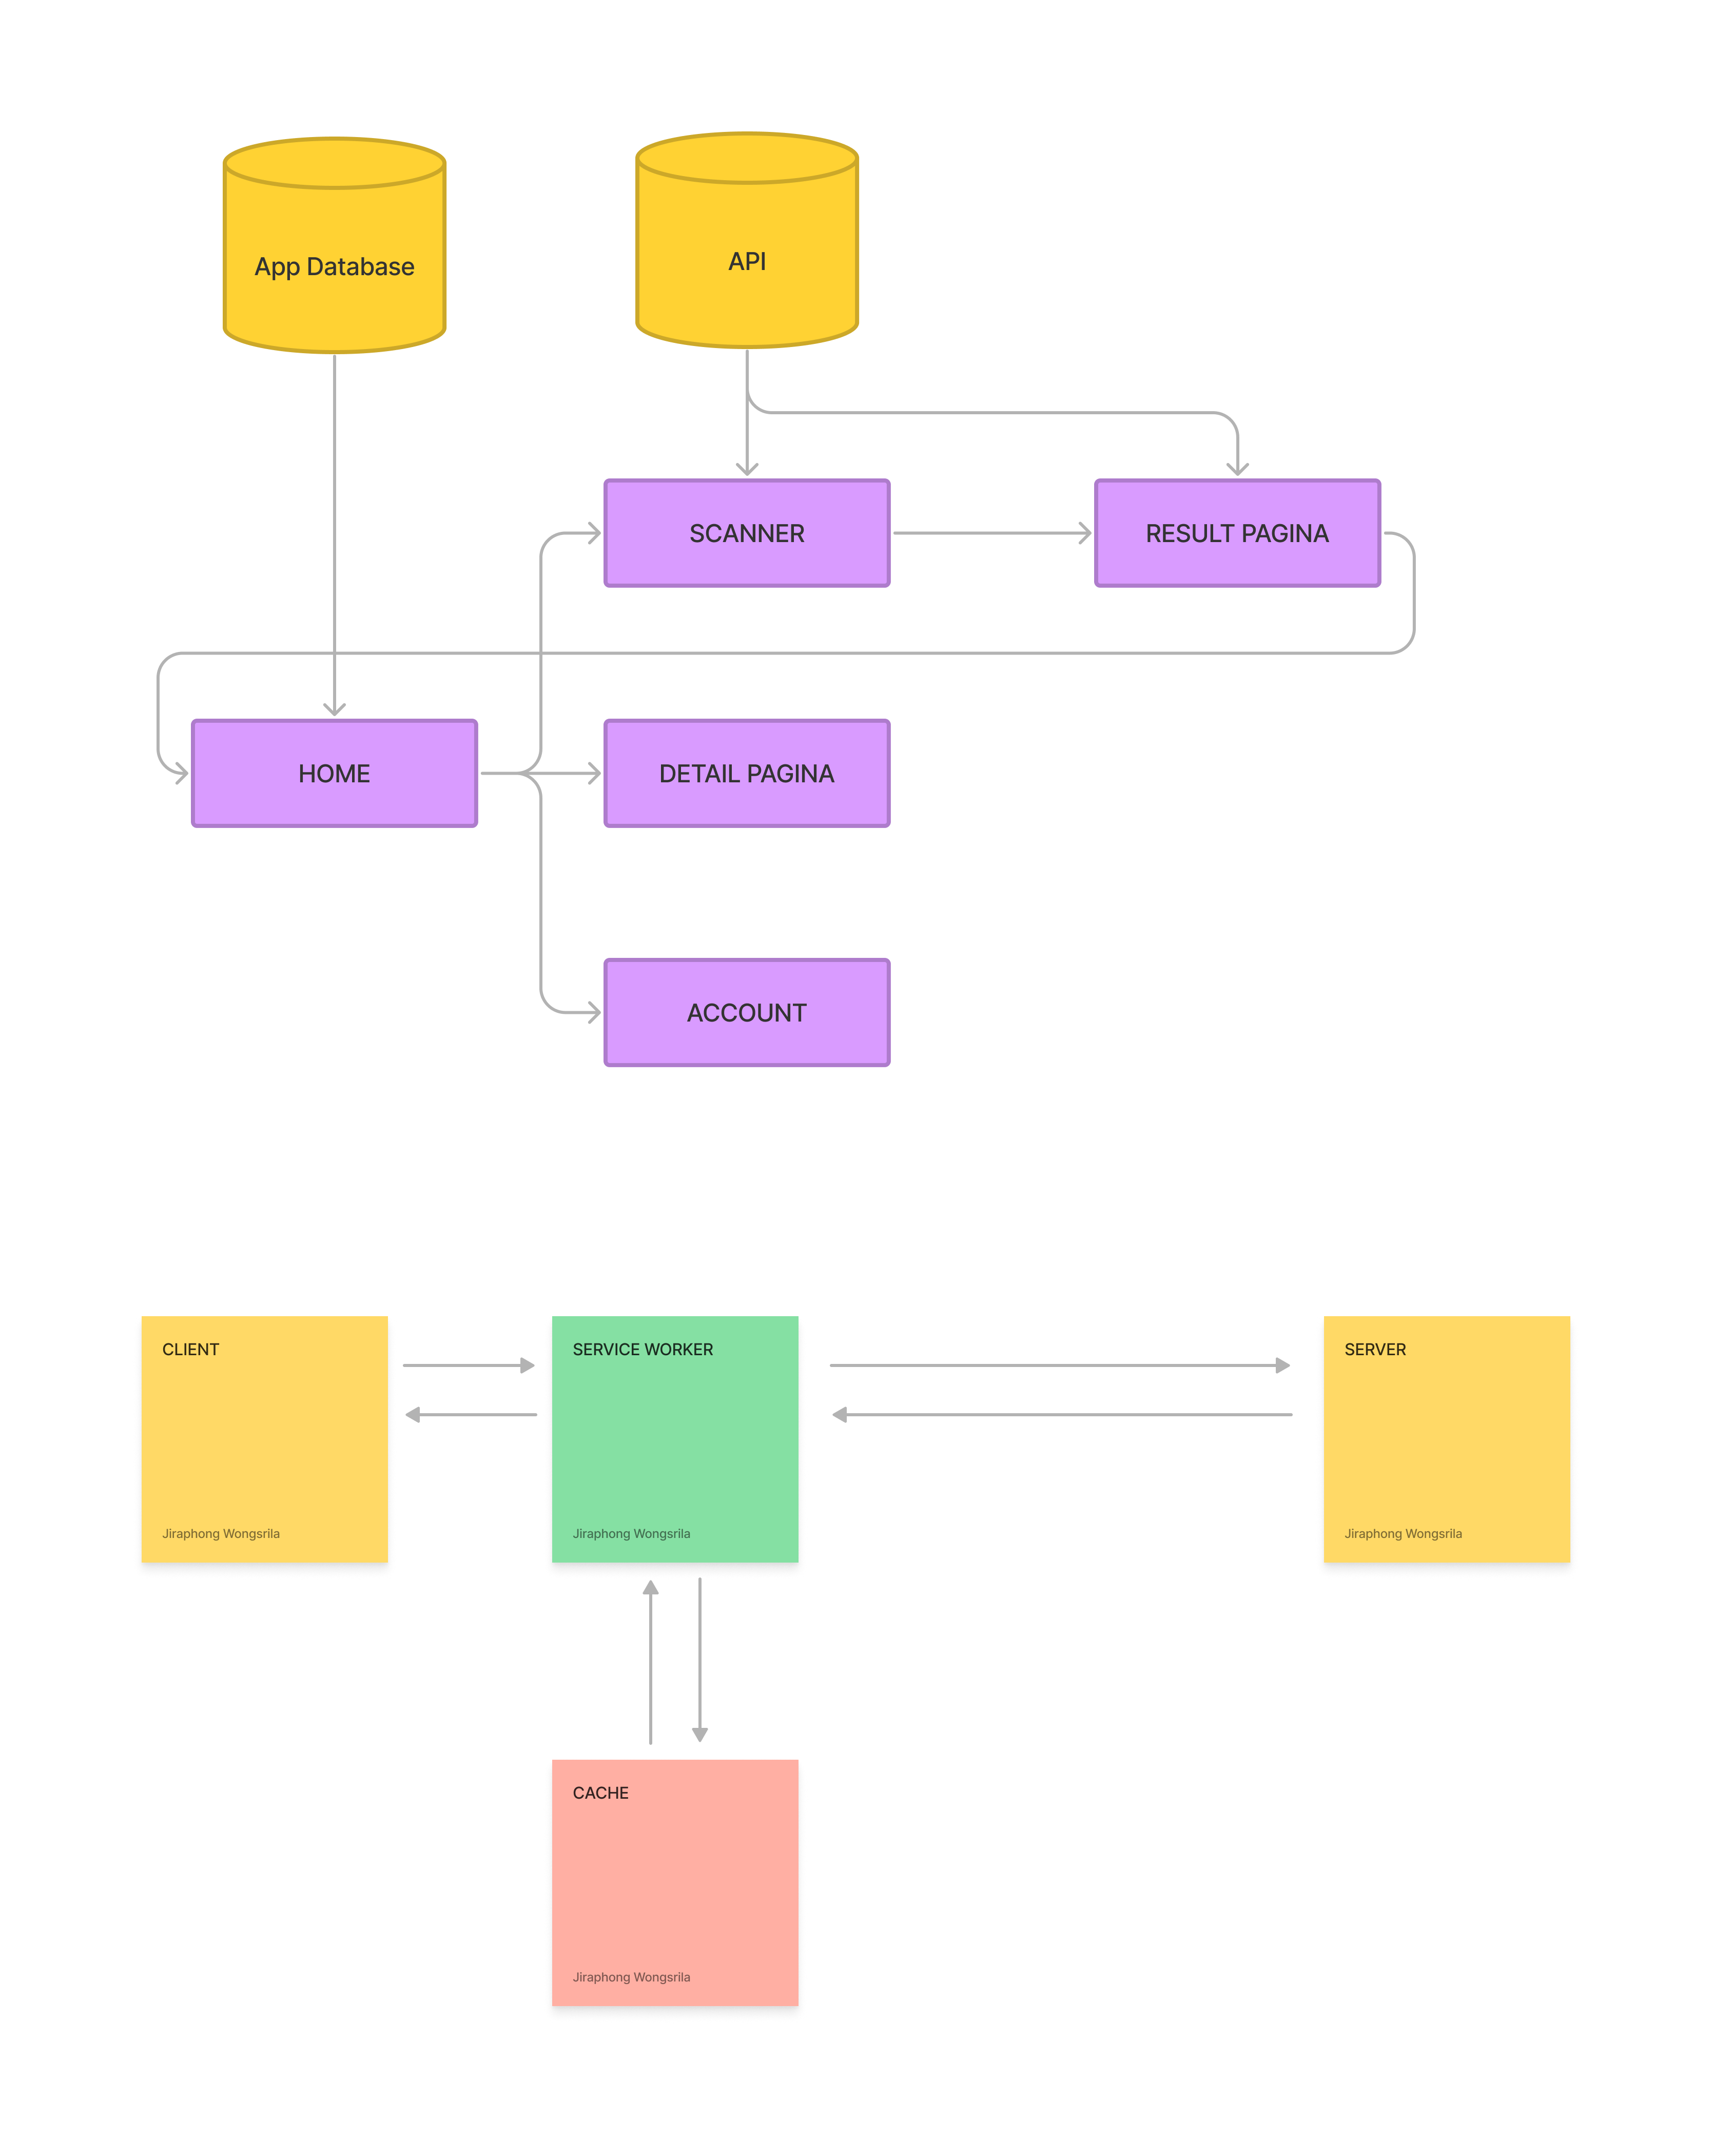 App Database
API
SCANNER
RESULT PAGINA
HOME
DETAIL PAGINA
ACCOUNT
CLIENT
Jiraphong Wongsrila
SERVICE WORKER
Jiraphong Wongsrila
SERVER
Jiraphong Wongsrila
CACHE
Jiraphong Wongsrila